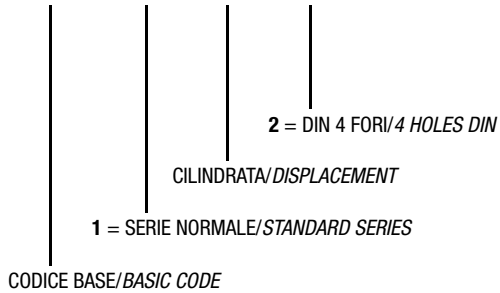 2 = DIN 4 FORI/4 HOLES DIN
CILINDRATA/DISPLACEMENT
1 = SERIE NORMALE/STANDARD SERIES
CODICE BASE/BASIC CODE